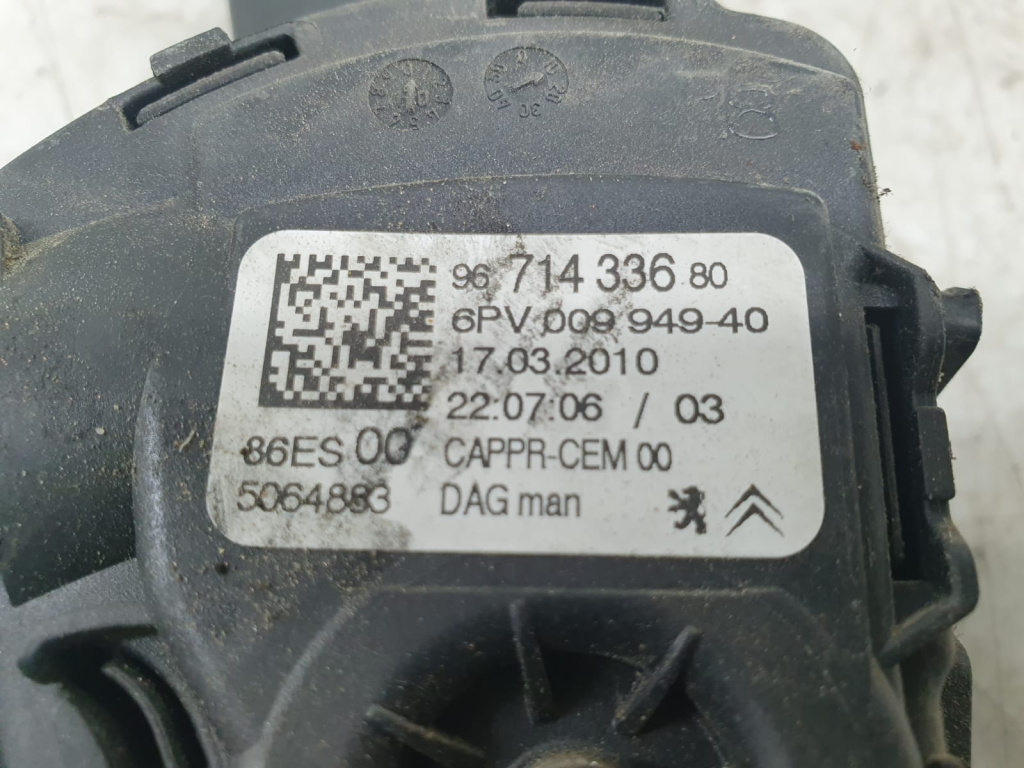 96 714 336 80
6PV 009 949-40
17.03.2010
22:07:06 / 03
86ES 00 CAPPR-CEM 00
5064883 DAG man